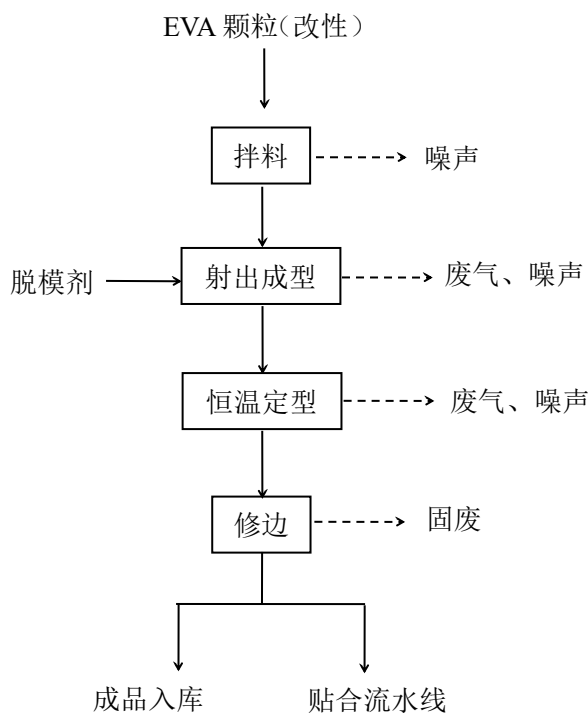 EVA 颗粒(改性)
拌料
噪声
脱模剂
射出成型
废气、噪声
恒温定型
废气、噪声
修边
固废
成品入库
贴合流水线